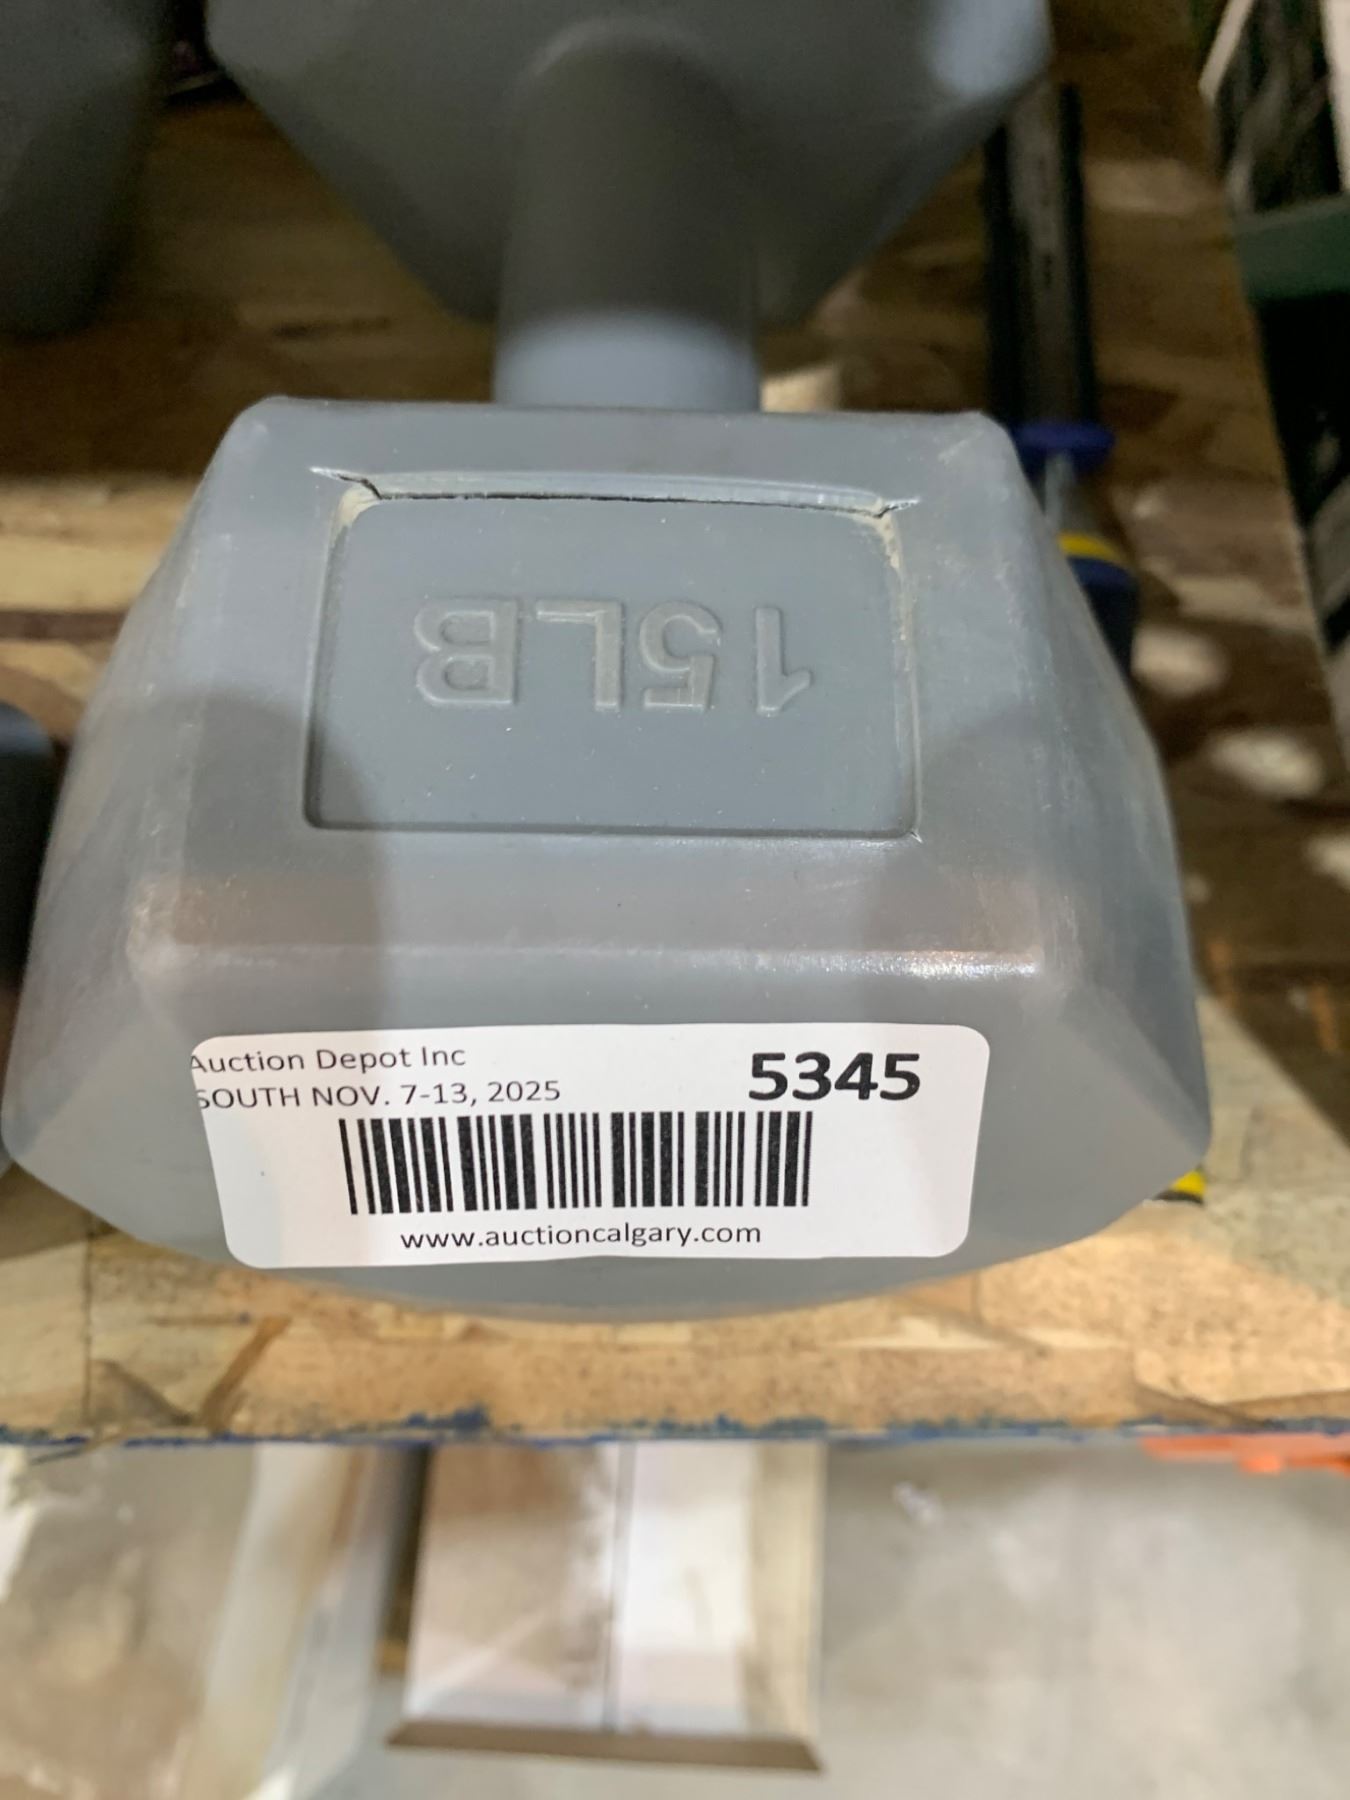 15LB
Auction Depot Inc
SOUTH NOV. 7-13, 2025
5345
www.auctioncalgary.com